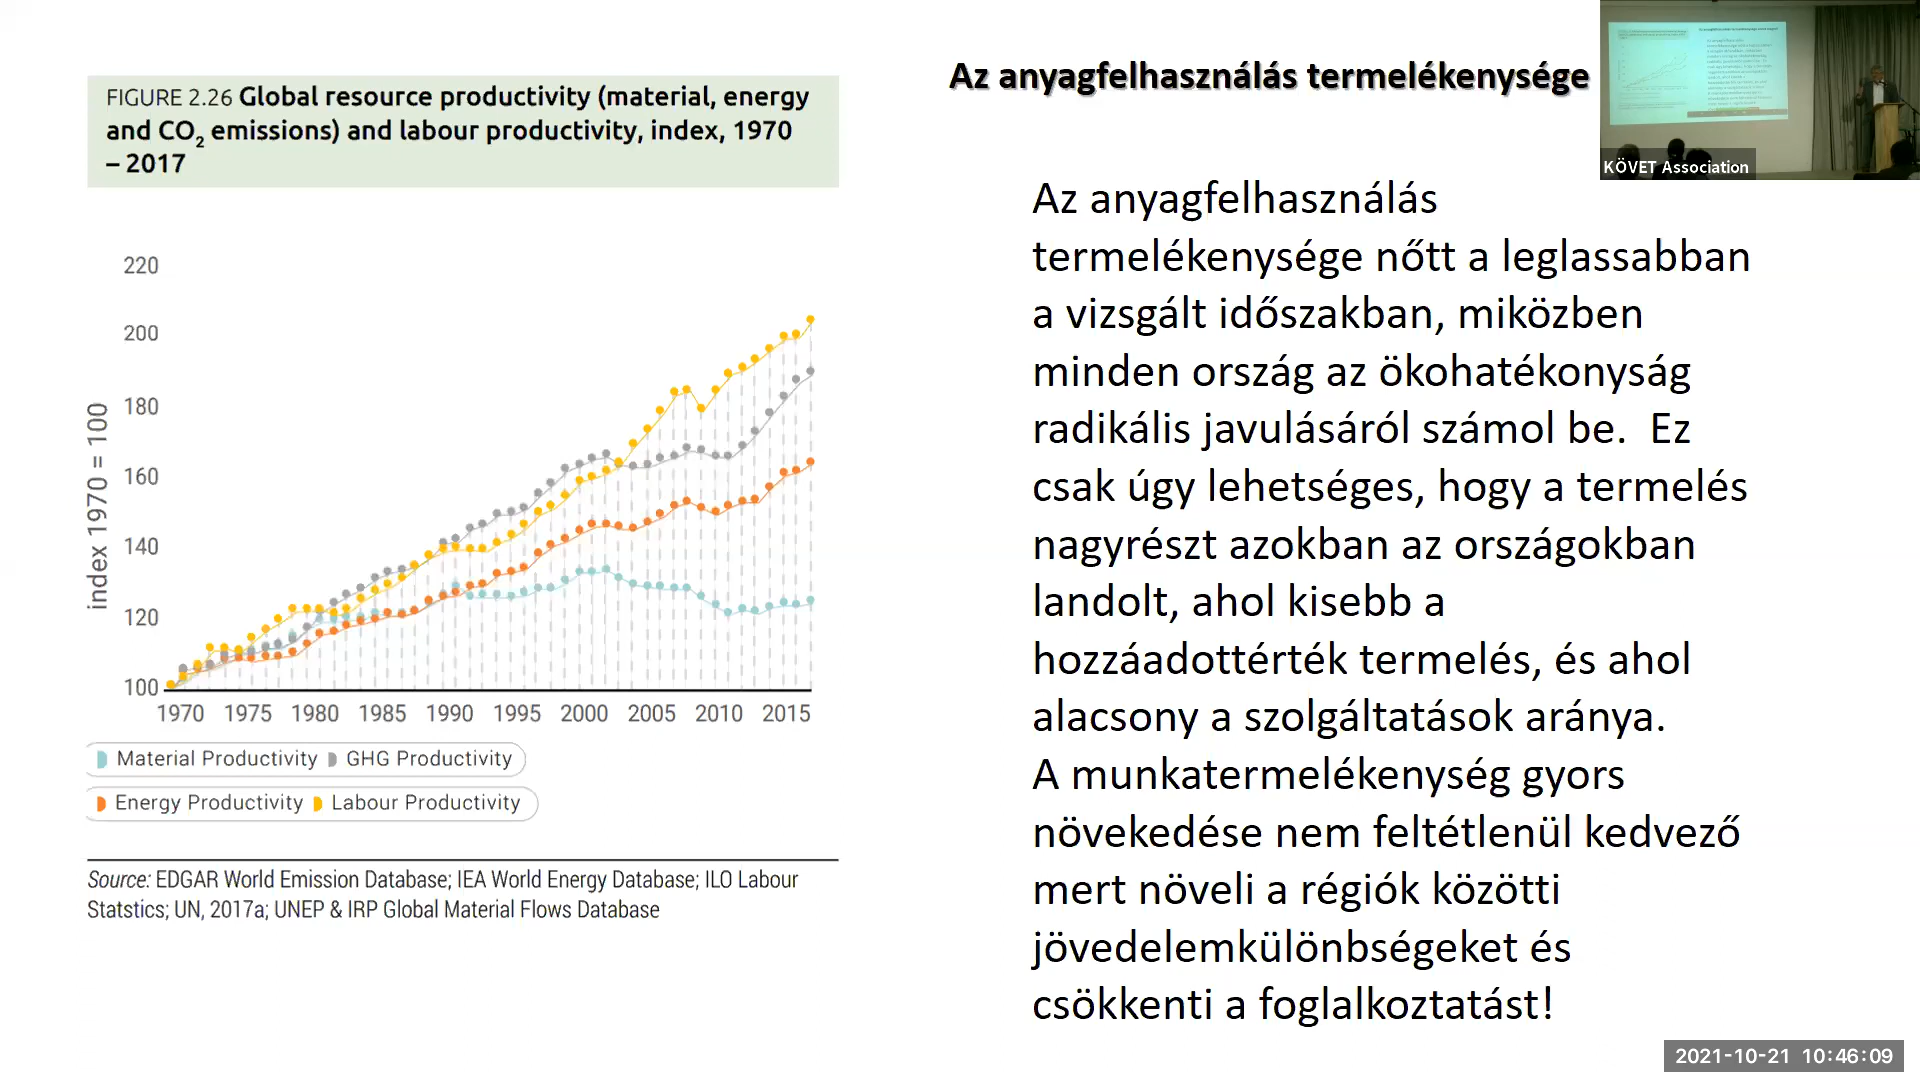 FIGURE 2.26 Global resource productivity (material, energy
and CO2 emissions) and labour productivity, index, 1970
– 2017
index 1970 = 100
220
200
180
160
140
120
100
1970 1975 1980 1985 1990 1995 2000 2005 2010 2015
Material Productivity GHG Productivity
Energy Productivity Labour Productivity
Source: EDGAR World Emission Database; IEA World Energy Database; ILO Labour
Statstics; UN, 2017a; UNEP & IRP Global Material Flows Database
Az anyagfelhasználás termelékenysége
Az anyagfelhasználás
termelékenysége nőtt a leglassabban
a vizsgált időszakban, miközben
minden ország az ökohatékonyság
radikális javulásáról számol be.  Ez
csak úgy lehetséges, hogy a termelés
nagyrészt azokban az országokban
landolt, ahol kisebb a
hozzáadottérték termelés, és ahol
alacsony a szolgáltatások aránya.
A munkatermelékenység gyors
növekedése nem feltétlenül kedvező
mert növeli a régiók közötti
jövedelemkülönbségeket és
csökkenti a foglalkoztatást!
KÖVET Association
2021-10-21 10:46:09